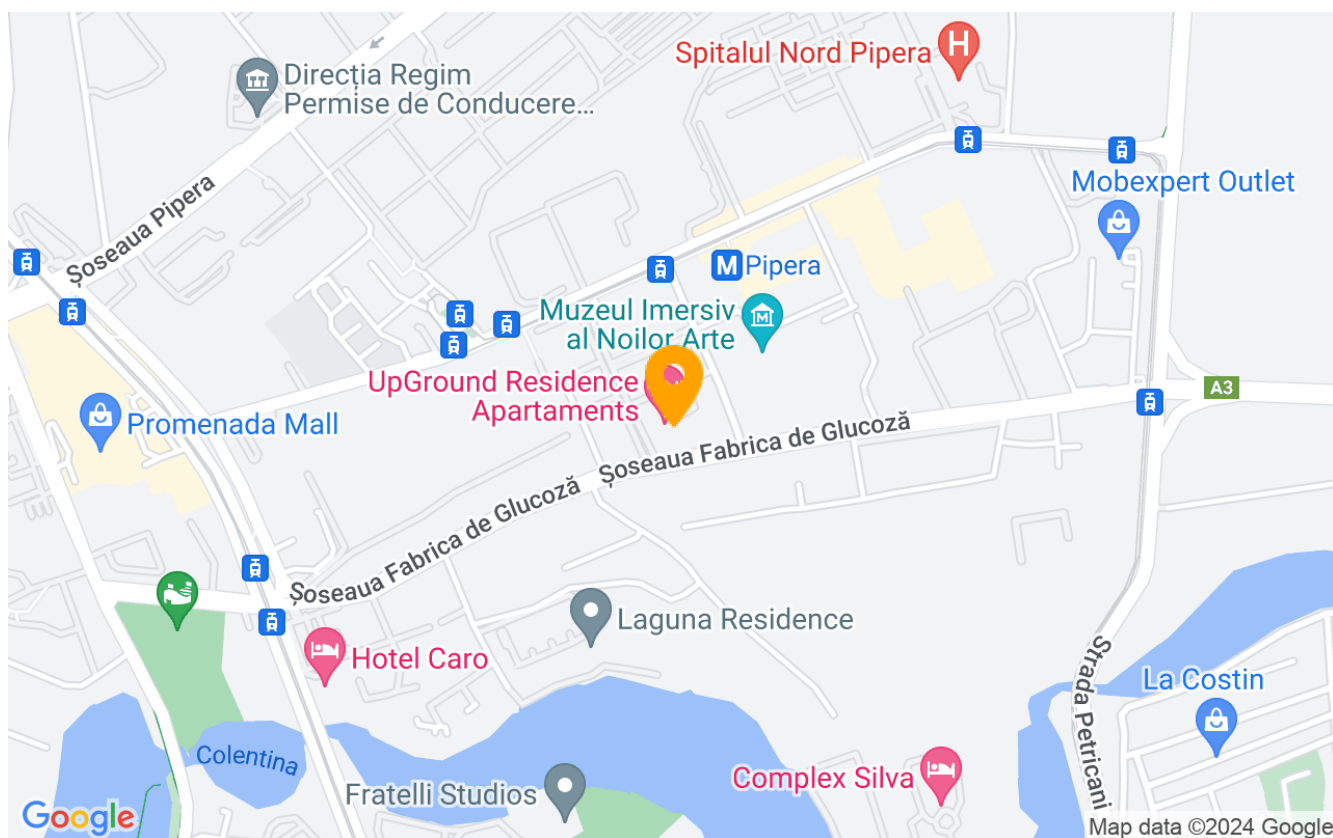 Spitalul Nord Pipera
H
Direcția Regim
Permise de Conducere...
Șoseaua Pipera
Mobexpert Outlet
M Pipera
Muzeul Imersiv
al Noilor Arte
M
UpGround Residence
Apartaments
A3
Promenada Mall
Șoseaua Fabrica de Glucoză
Șoseaua Fabrica de Glucoză
Laguna Residence
Hotel Caro
Strada Petricani
La Costin
Colentina
Complex Silva
Fratelli Studios
Google
Map data ©2024 Google